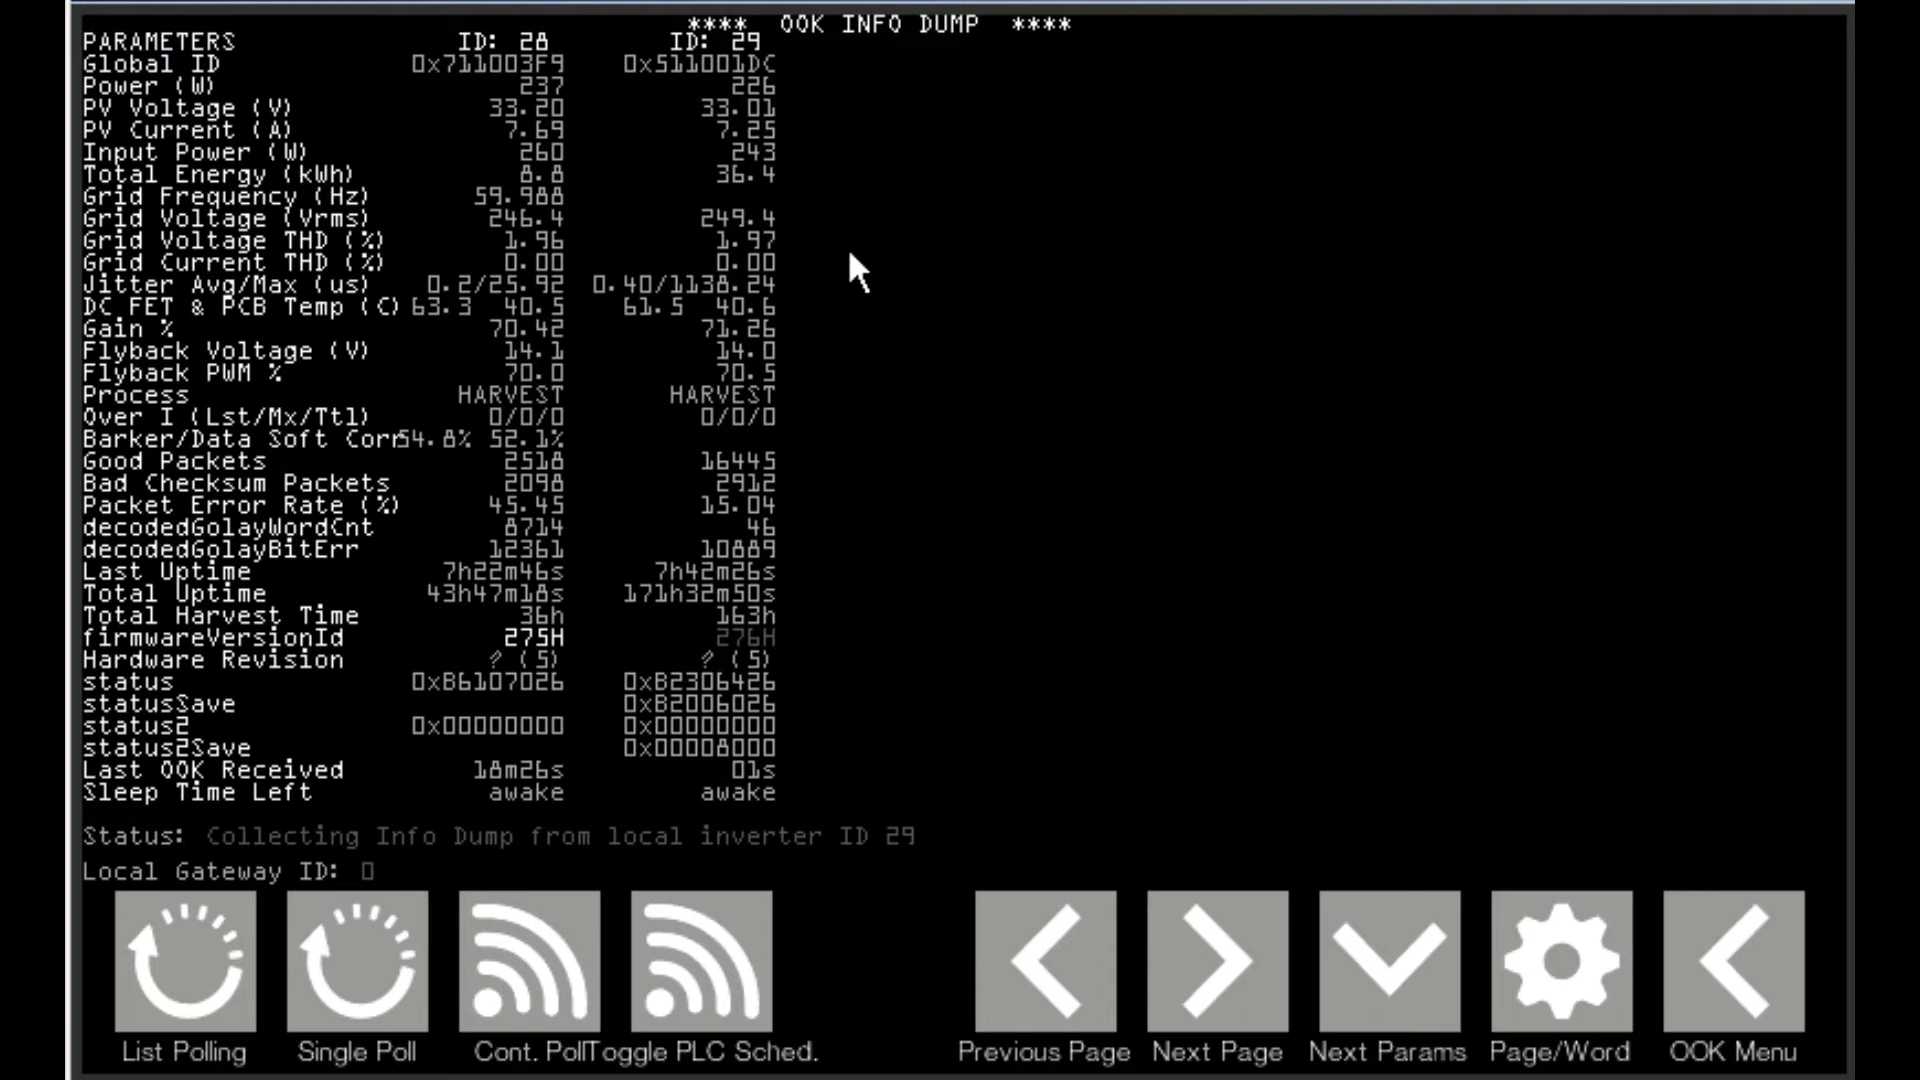 **** OOK INFO DUMP ****
PARAMETERS ID: 28 ID: 29
Global ID 0x711003F9 0x511001DC
Power (W) 237 226
PV Voltage (V) 33.20 33.01
PV Current (A) 7.69 7.25
Input Power (W) 260 243
Total Energy (kWh) 8.8 36.4
Grid Frequency (Hz) 59.988
Grid Voltage (Vrms) 246.4 249.4
Grid Voltage THD (%) 1.96 1.97
Grid Current THD (%) 0.00 0.00
Jitter Avg/Max (us) 0.2/25.92 0.40/1138.24
DC FET & PCB Temp (C) 63.3 40.5 61.5 40.6
Gain % 70.42 71.26
Flyback Voltage (V) 14.1 14.0
Flyback PWM % 70.0 70.5
Process HARVEST HARVEST
Over I (Lst/Mx/Ttl) 0/0/0 0/0/0
Barker/Data Soft Corr 54.8% 52.1%
Good Packets 2518 16445
Bad Checksum Packets 2098 2912
Packet Error Rate (%) 45.45 15.04
decodedGolayWordCnt 8714 46
decodedGolayBitErr 12361 10889
Last Uptime 7h22m46s 7h42m26s
Total Uptime 43h47m18s 171h32m50s
Total Harvest Time 36h 163h
firmwareVersionId 275H 276H
Hardware Revision ? (5) ? (5)
status 0xB6107026 0xB2306426
statusSave 0xB2006026
status2 0x00000000 0x00000000
status2Save 0x00008000
Last OOK Received 18m26s 01s
Sleep Time Left awake awake
Status: Collecting Info Dump from local inverter ID 29
Local Gateway ID: 0
List Polling Single Poll Cont. Poll Toggle PLC Sched. Previous Page Next Page Next Params Page/Word OOK Menu